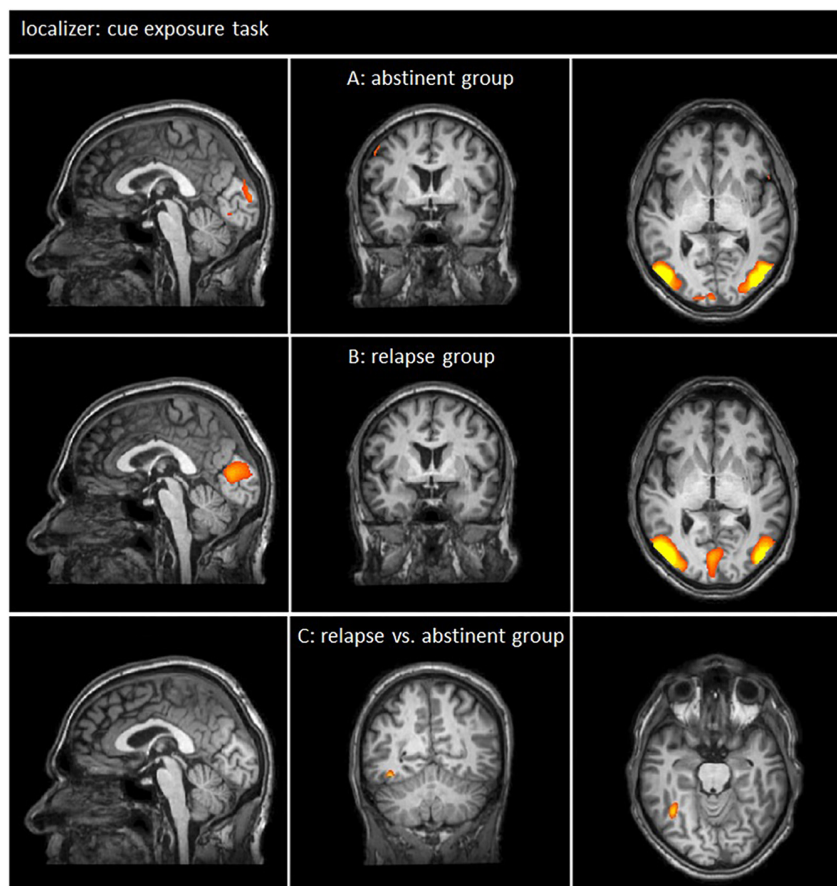 localizer: cue exposure task
A: abstinent group
B: relapse group
C: relapse vs. abstinent group